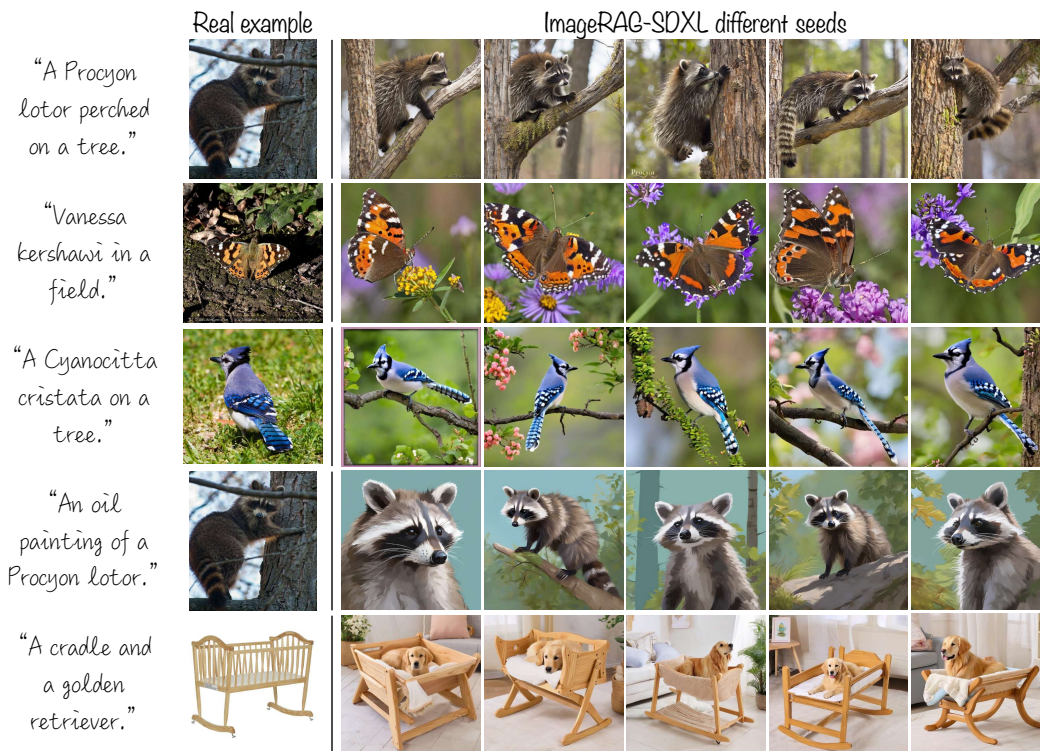 Real example
ImageRAG-SDXL different seeds
“A Procyon
lotor perched
on a tree.”
Procyon
“Vanessa
kershawi in a
field.”
“A Cyanocitta
cristata on a
tree.”
“An oil
painting of a
Procyon lotor.”
“A cradle and
a golden
retriever.”